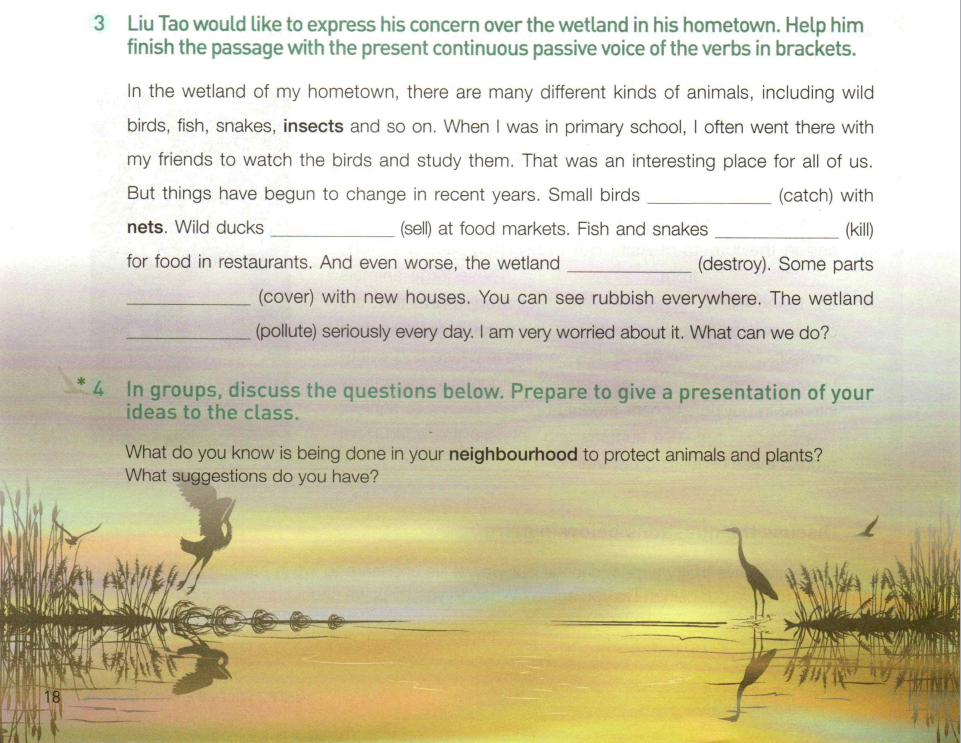 3 Liu Tao would like to express his concern over the wetland in his hometown. Help him
finish the passage with the present continuous passive voice of the verbs in brackets.
In the wetland of my hometown, there are many different kinds of animals, including wild
birds, fish, snakes, insects and so on. When I was in primary school, I often went there with
my friends to watch the birds and study them. That was an interesting place for all of us.
But things have begun to change in recent years. Small birds ____________ (catch) with
nets. Wild ducks ____________ (sell) at food markets. Fish and snakes ____________ (kill)
for food in restaurants. And even worse, the wetland ____________ (destroy). Some parts
____________ (cover) with new houses. You can see rubbish everywhere. The wetland
____________ (pollute) seriously every day. I am very worried about it. What can we do?
* 4 In groups, discuss the questions below. Prepare to give a presentation of your
ideas to the class.
What do you know is being done in your neighbourhood to protect animals and plants?
What suggestions do you have?
18